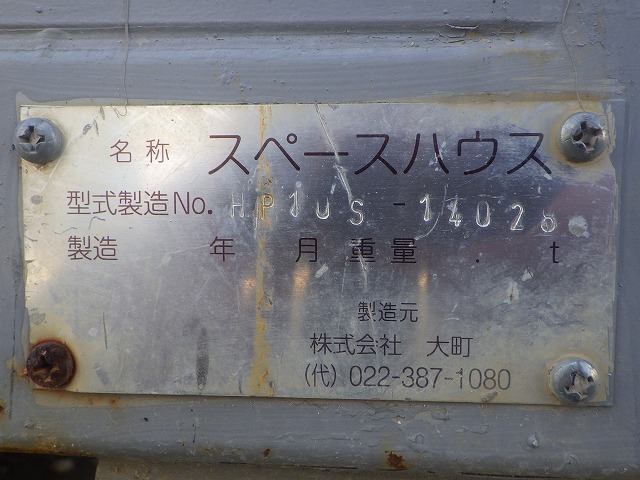 名称 スペースハウス
型式製造No. HP10S-14028
製造 年 月 重量 . t
製造元
株式会社 大町
(代) 022-387-1080